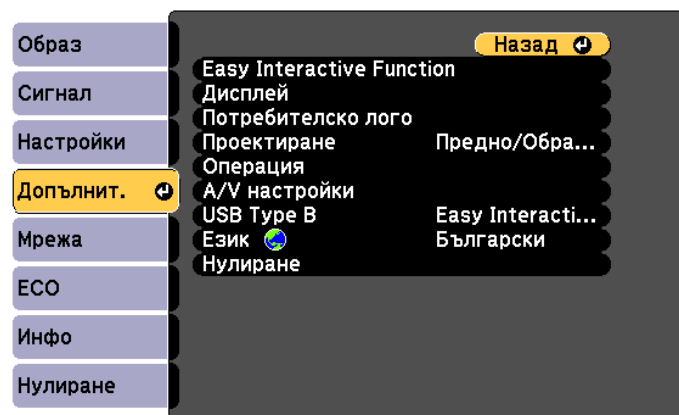 Образ
Сигнал
Настройки
Допълнит.
Мрежа
ECO
Инфо
Нулиране
Назад
Easy Interactive Function
Дисплей
Потребителско лого
Проектиране Предно/Обра...
Операция
A/V настройки
USB Type B Easy Interacti...
Език Български
Нулиране